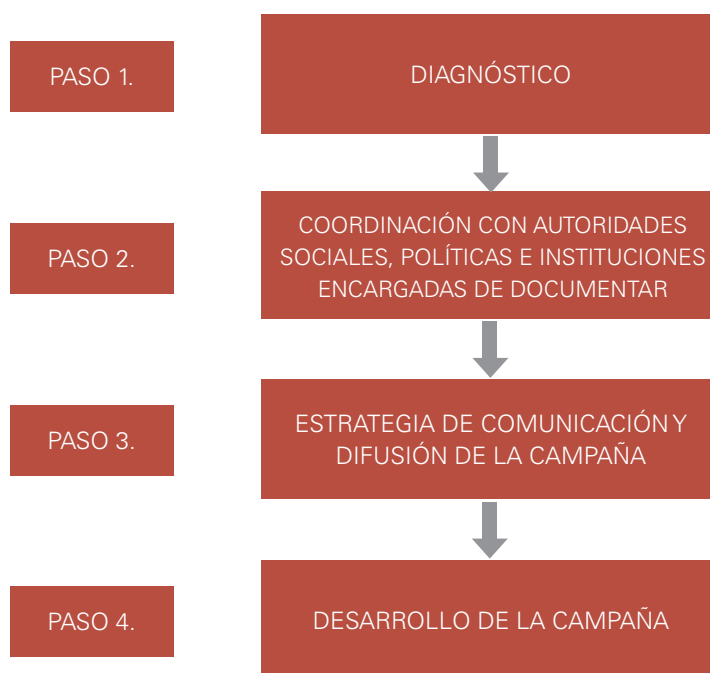 PASO 1.
DIAGNÓSTICO
PASO 2.
COORDINACIÓN CON AUTORIDADES
SOCIALES, POLÍTICAS E INSTITUCIONES
ENCARGADAS DE DOCUMENTAR
PASO 3.
ESTRATEGIA DE COMUNICACIÓN Y
DIFUSIÓN DE LA CAMPAÑA
PASO 4.
DESARROLLO DE LA CAMPAÑA